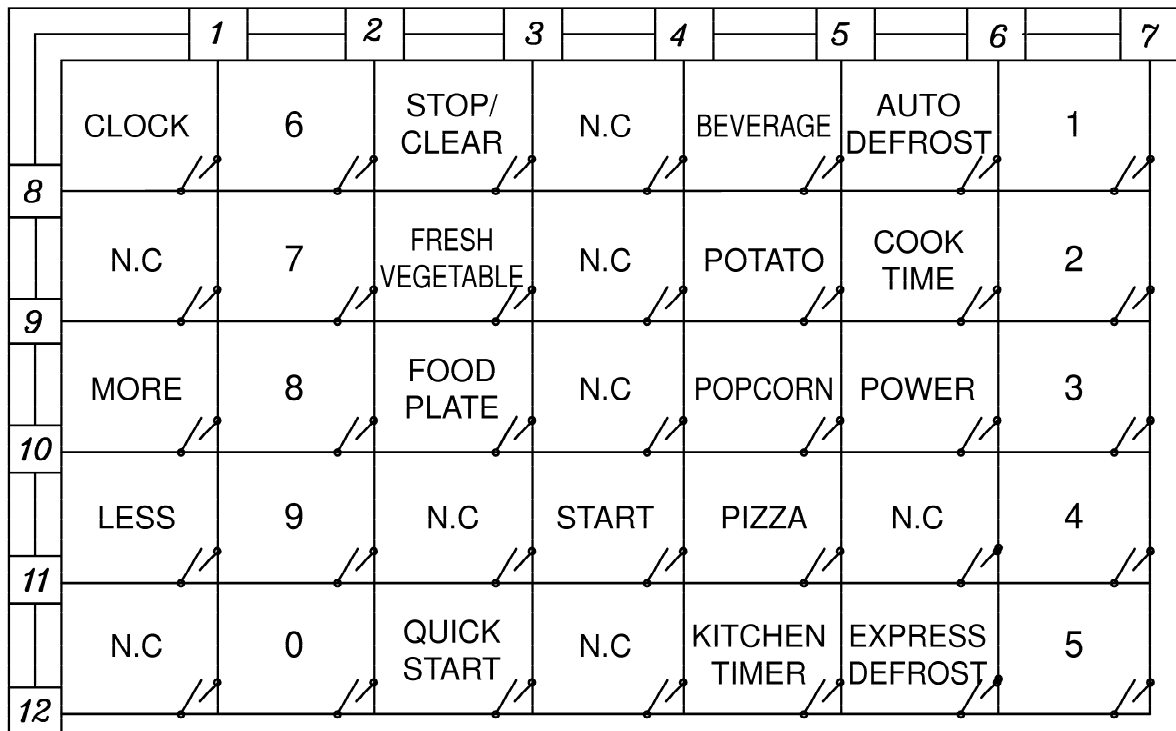 1 2 3 4 5 6 7
CLOCK 6 STOP/ N.C BEVERAGE AUTO 1
CLEAR DEFROST
8
N.C 7 FRESH N.C POTATO COOK 2
VEGETABLE TIME
9
MORE 8 FOOD N.C POPCORN POWER 3
PLATE
10
LESS 9 N.C START PIZZA N.C 4
11
N.C 0 QUICK N.C KITCHEN EXPRESS 5
START TIMER DEFROST
12